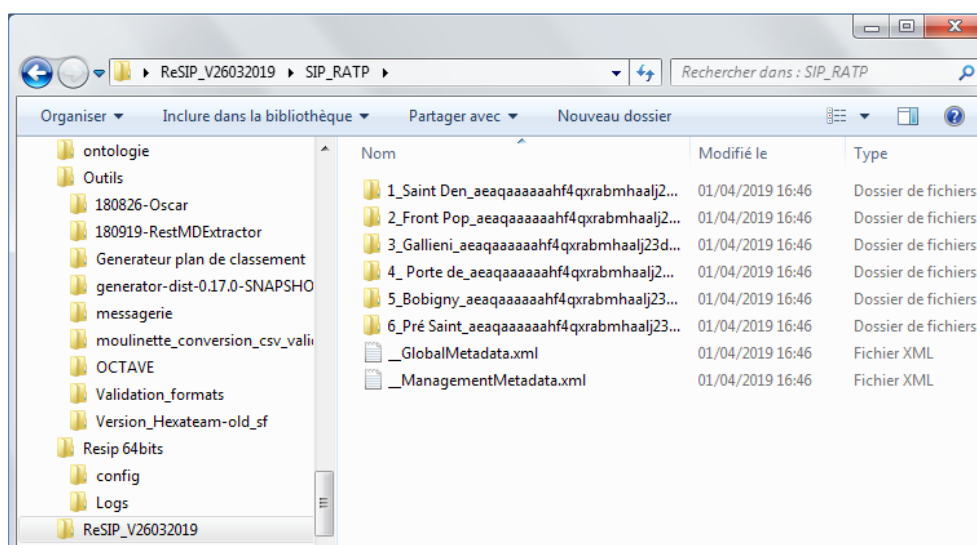 ReSIP_V26032019 ▸ SIP_RATP ▸
Rechercher dans : SIP_RATP
Organiser
Inclure dans la bibliothèque
Partager avec
Nouveau dossier
ontologie
Outils
180826-Oscar
180919-RestMDExtractor
Generateur plan de classement
generator-dist-0.17.0-SNAPSHO
messagerie
moulinette_conversion_csv_vali
OCTAVE
Validation_formats
Version_Hexateam-old_sf
Resip 64bits
config
Logs
ReSIP_V26032019
Nom Modifié le Type
1_Saint Den_aeaqaaaaaahf4qxrabmhaalj2... 01/04/2019 16:46 Dossier de fichiers
2_Front Pop_aeaqaaaaaahf4qxrabmhaalj2... 01/04/2019 16:46 Dossier de fichiers
3_Gallieni_aeaqaaaaaahf4qxrabmhaalj23d... 01/04/2019 16:46 Dossier de fichiers
4_ Porte de_aeaqaaaaaahf4qxrabmhaalj2... 01/04/2019 16:46 Dossier de fichiers
5_Bobigny_aeaqaaaaaahf4qxrabmhaalj23... 01/04/2019 16:46 Dossier de fichiers
6_Pré Saint_aeaqaaaaaahf4qxrabmhaalj23... 01/04/2019 16:46 Dossier de fichiers
__GlobalMetadata.xml 01/04/2019 16:46 Fichier XML
__ManagementMetadata.xml 01/04/2019 16:46 Fichier XML